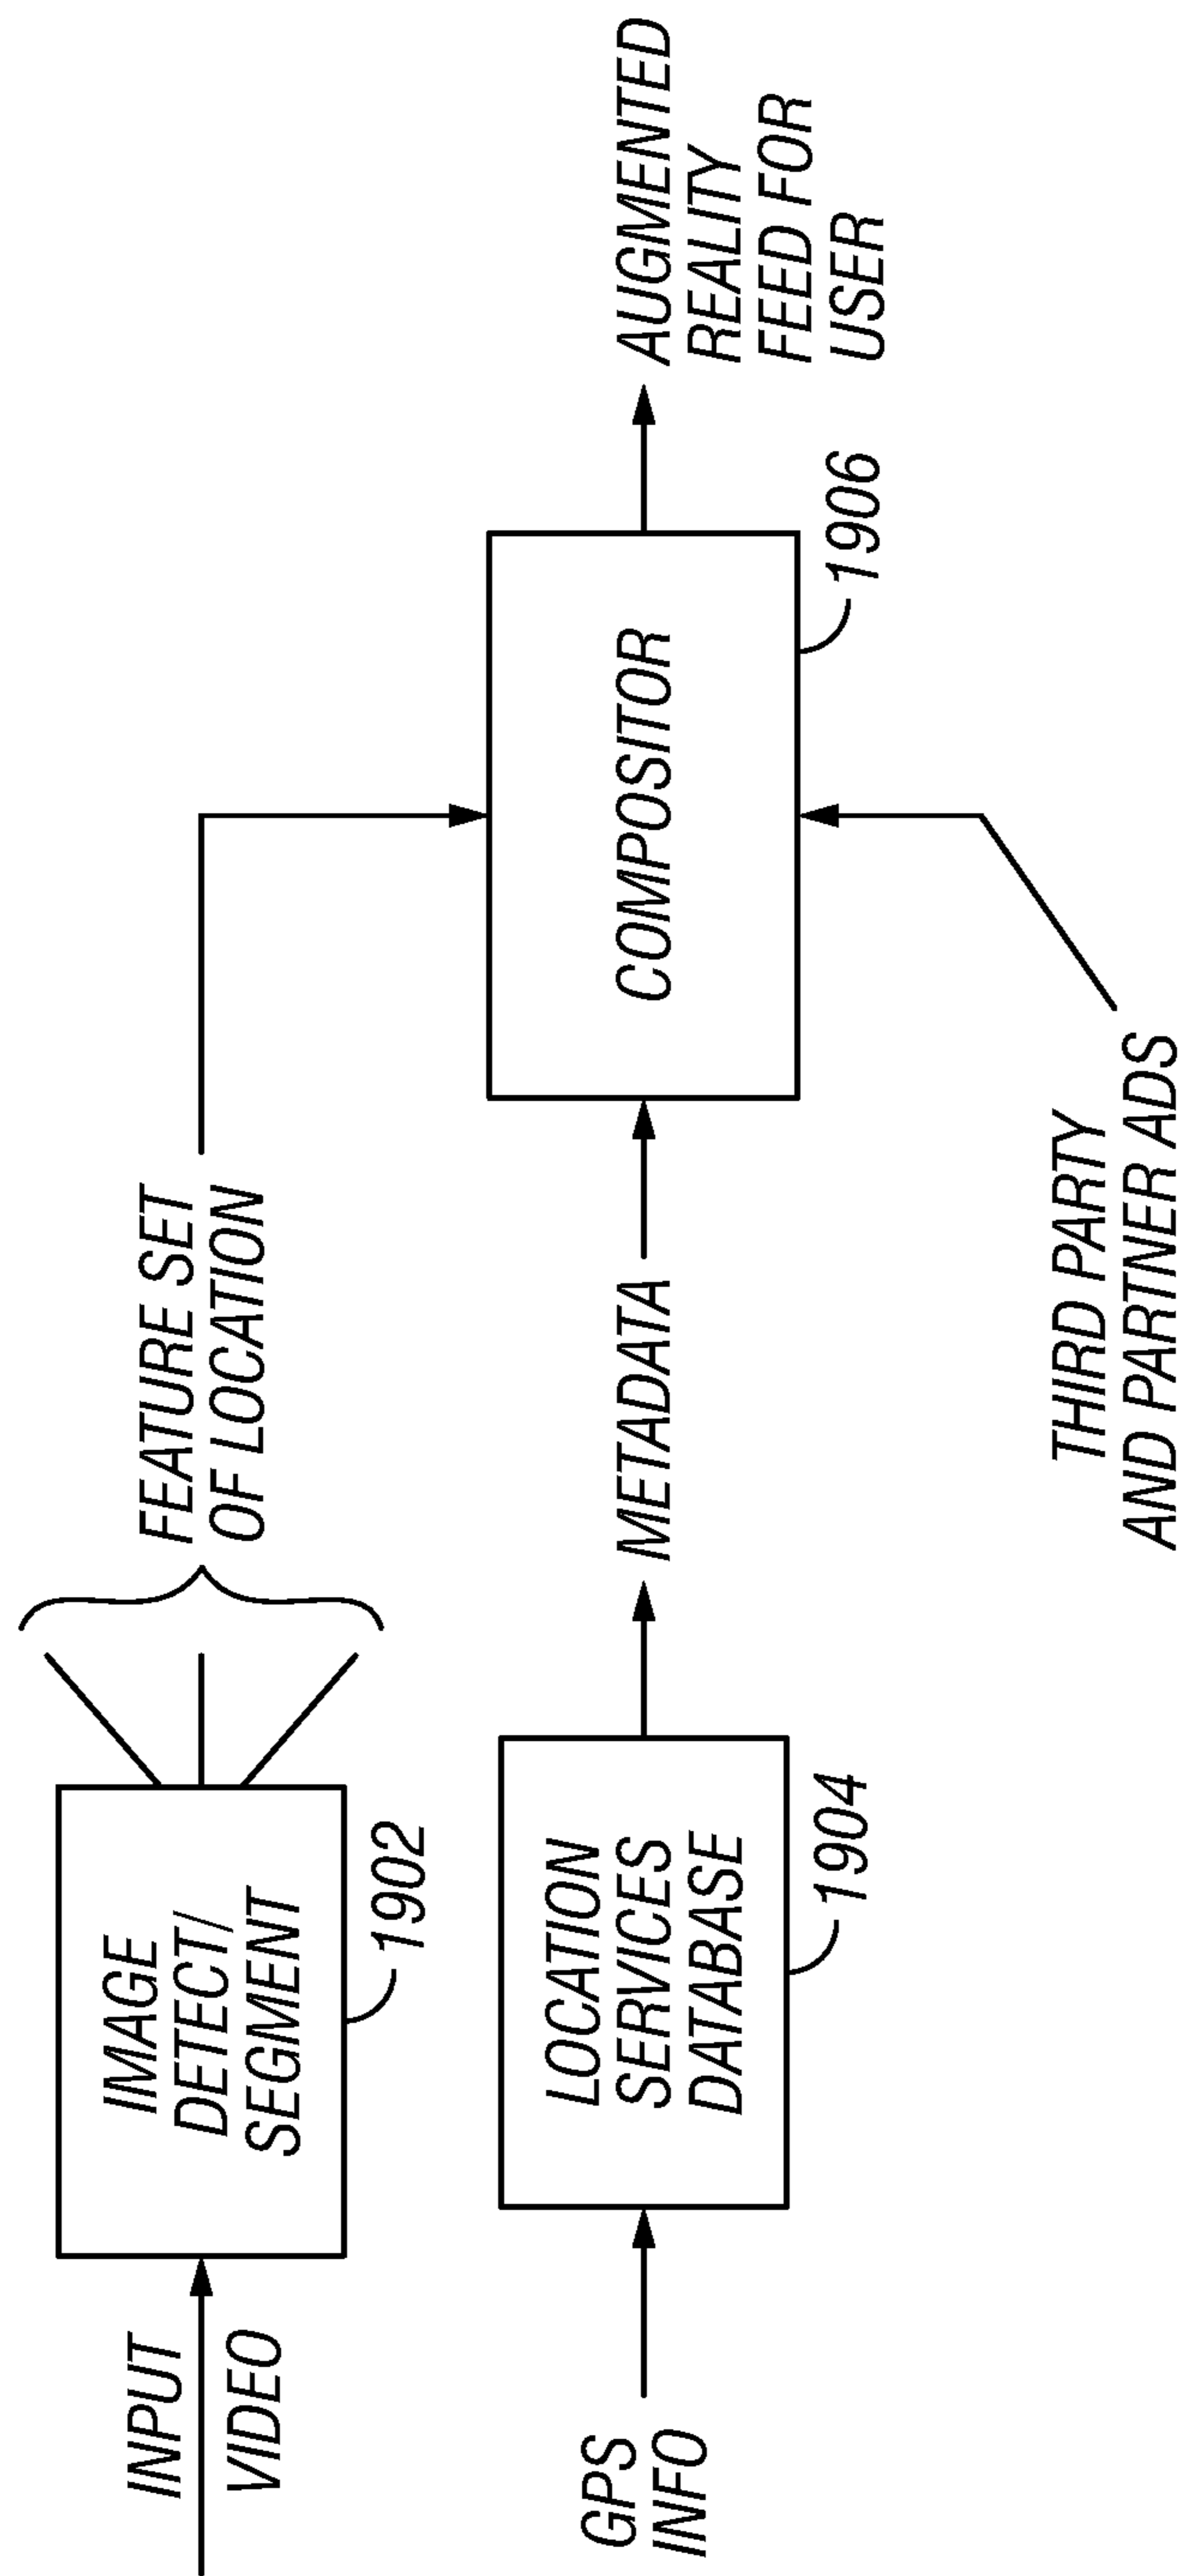 INPUT
VIDEO
IMAGE
DETECT/
SEGMENT
1902
FEATURE SET
OF LOCATION
GPS
INFO
LOCATION
SERVICES
DATABASE
1904
METADATA
COMPOSITOR
1906
AUGMENTED
REALITY
FEED FOR
USER
THIRD PARTY
AND PARTNER ADS